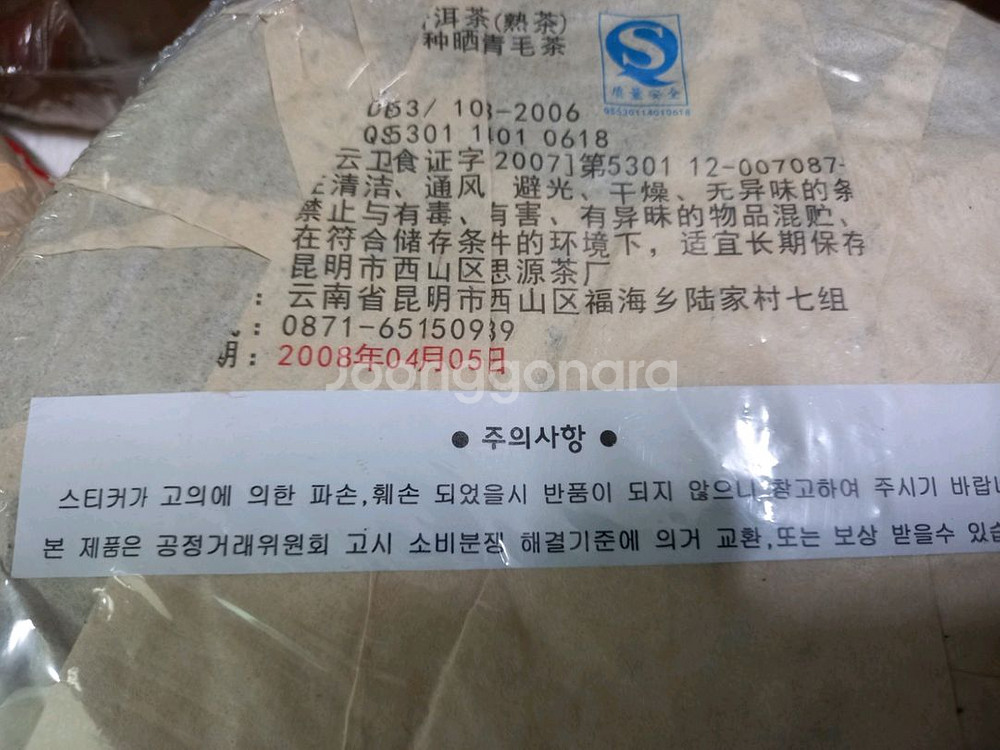 洱茶(熟茶)
种晒青毛茶
质量安全
QS530114010618
DB53/ 103-2006
QS5301 1401 0618
云卫食证字[2007]第5301 12-007087-
清洁、通风 避光、干燥、无异味的条
禁止与有毒、有害、有异味的物品混贮、
在符合储存条件的环境下，适宜长期保存
昆明市西山区思源茶厂
: 云南省昆明市西山区福海乡陆家村七组
: 0871-65150939
期: 2008年04月05日
Joonggonara
● 주의사항 ●
스티커가 고의에 의한 파손,훼손 되었을시 반품이 되지 않으니 참고하여 주시기 바랍니
본 제품은 공정거래위원회 고시 소비분쟁 해결기준에 의거 교환,또는 보상 받을수 있습